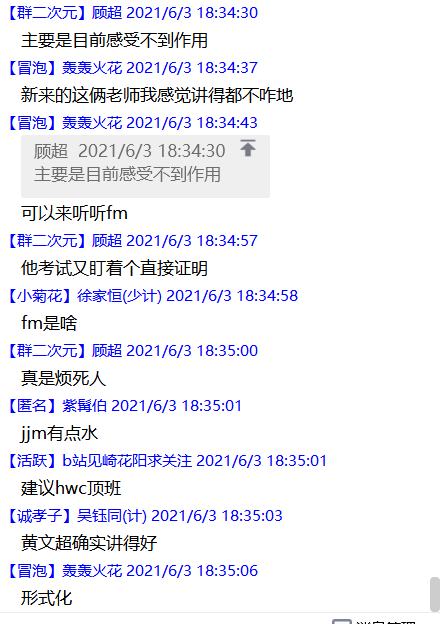 【群二次元】顾超 2021/6/3 18:34:30
主要是目前感受不到作用
【冒泡】轰轰火花 2021/6/3 18:34:37
新来的这俩老师我感觉讲得都不咋地
【冒泡】轰轰火花 2021/6/3 18:34:43
顾超 2021/6/3 18:34:30
主要是目前感受不到作用
可以来听听fm
【群二次元】顾超 2021/6/3 18:34:57
他考试又盯着个直接证明
【小菊花】徐家恒(少计) 2021/6/3 18:34:58
fm是啥
【群二次元】顾超 2021/6/3 18:35:00
真是烦死人
【匿名】紫髯伯 2021/6/3 18:35:01
jjm有点水
【活跃】b站见崎花阳求关注 2021/6/3 18:35:01
建议hwc顶班
【诚孝子】吴钰同(计) 2021/6/3 18:35:03
黄文超确实讲得好
【冒泡】轰轰火花 2021/6/3 18:35:06
形式化